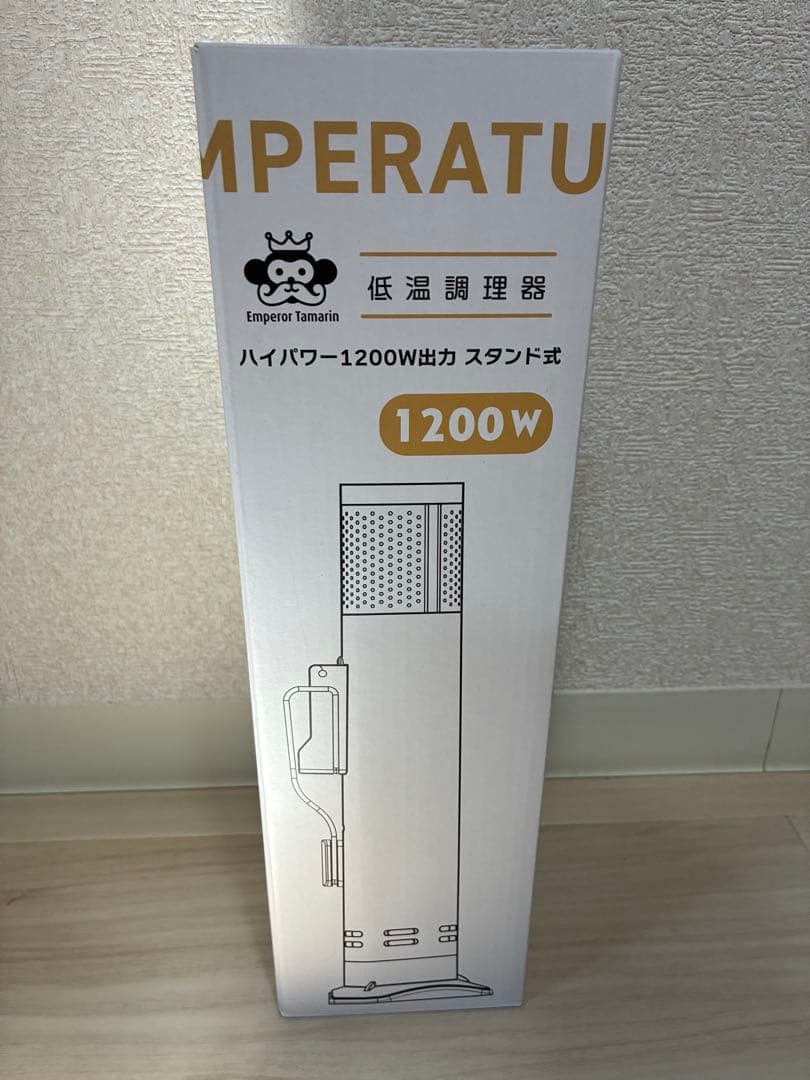 MPERATU
Emperor Tamarin
低温調理器
ハイパワー1200W出力 スタンド式
1200W